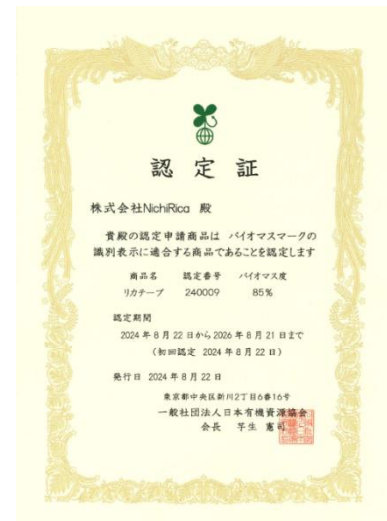 認定証
株式会社NichiRica 殿
貴殿の認定申請商品は バイオマスマークの
識別表示に適合する商品であることを認定します
商品名 認定番号 バイオマス度
リカテープ 240009 85%
認定期間
2024年8月22日から2026年8月21日まで
(初回認定 2024年8月22日)
発行日 2024年8月22日
東京都中央区新川2丁目6番16号
一般社団法人日本有機資源協会
会長 芋生 憲司